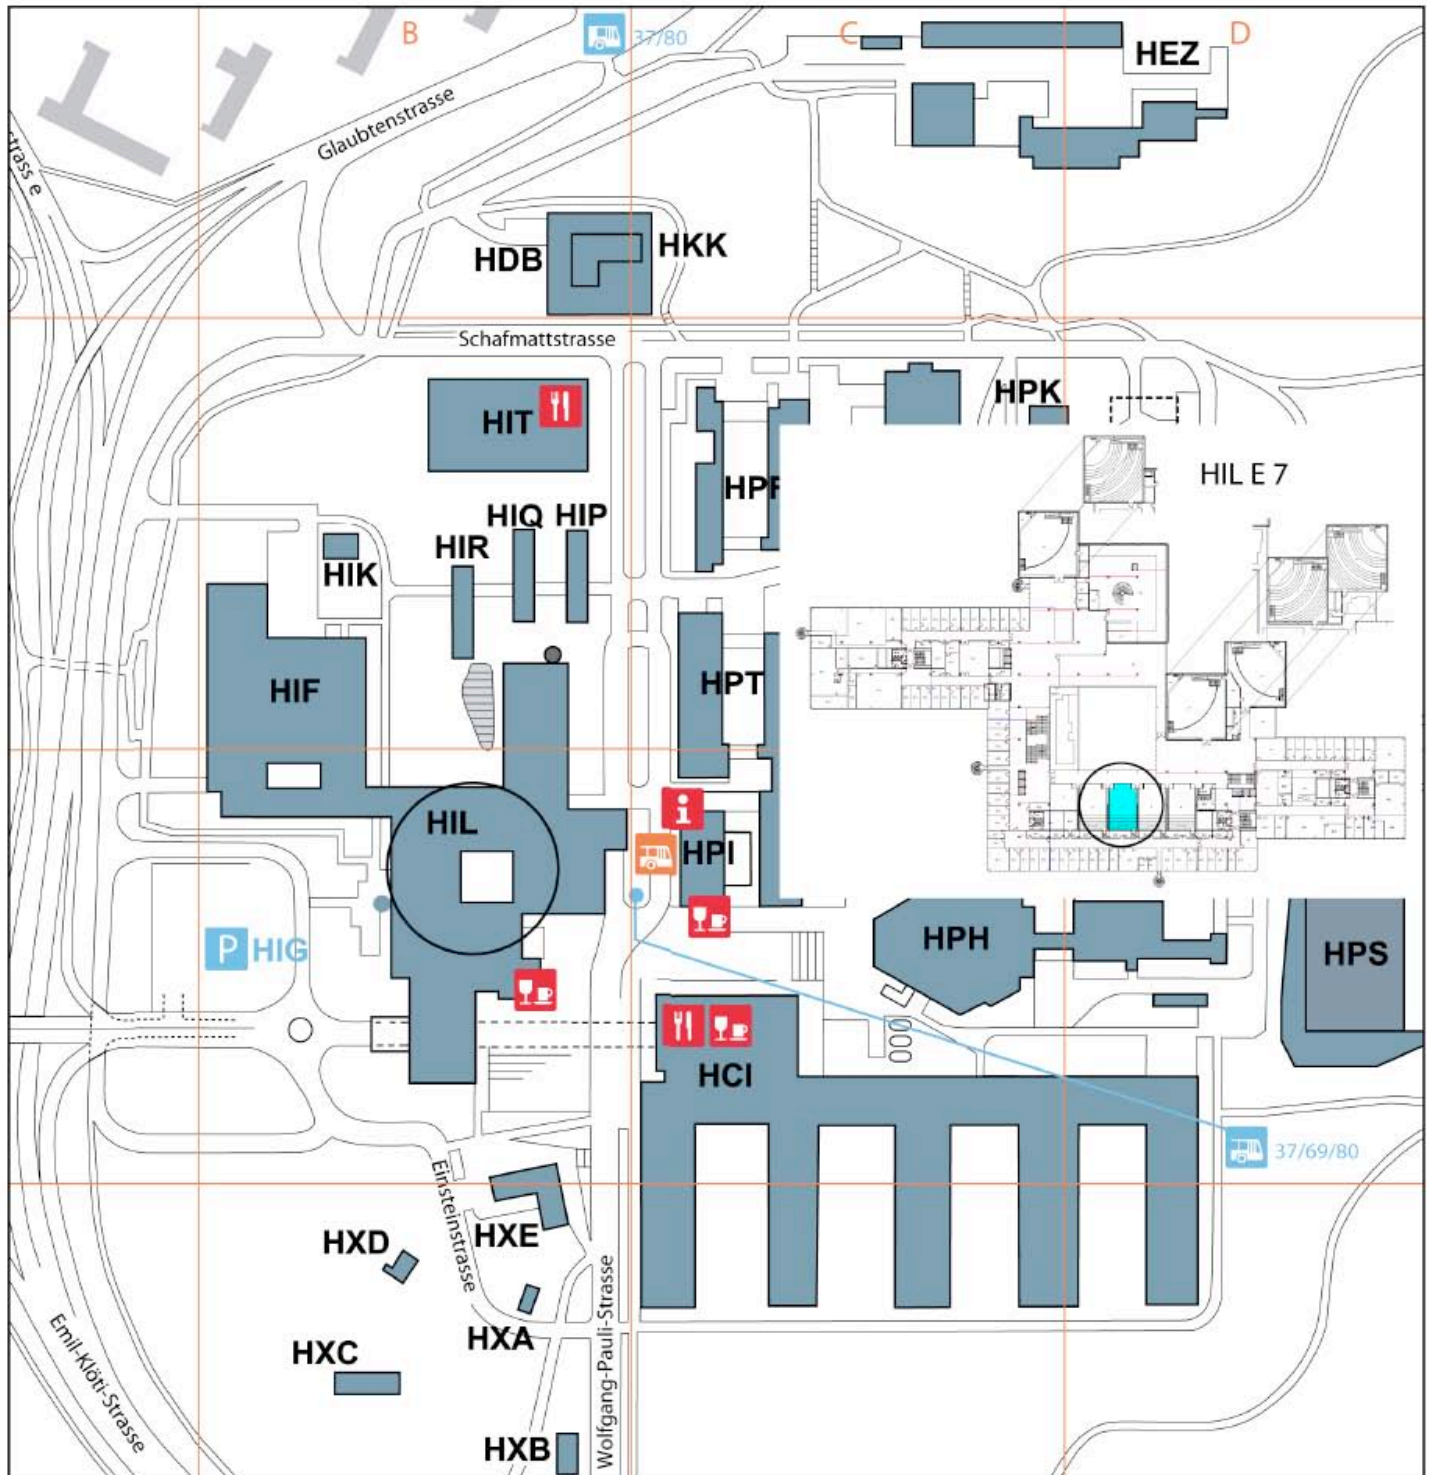 B
37/80
C
D
HEZ
Glaubtenstrasse
strass e
HDB
HKK
Schafmattstrasse
HIT
HPK
HIL E 7
HPF
HIQ
HIP
HIR
HIK
HIF
HPT
HIL
i
HPI
P HIG
HPH
HPS
HCI
37/69/80
Einsteinstrasse
HXE
HXD
HXA
HXC
Emil-Klöti-Strasse
Wolfgang-Pauli-Strasse
HXB